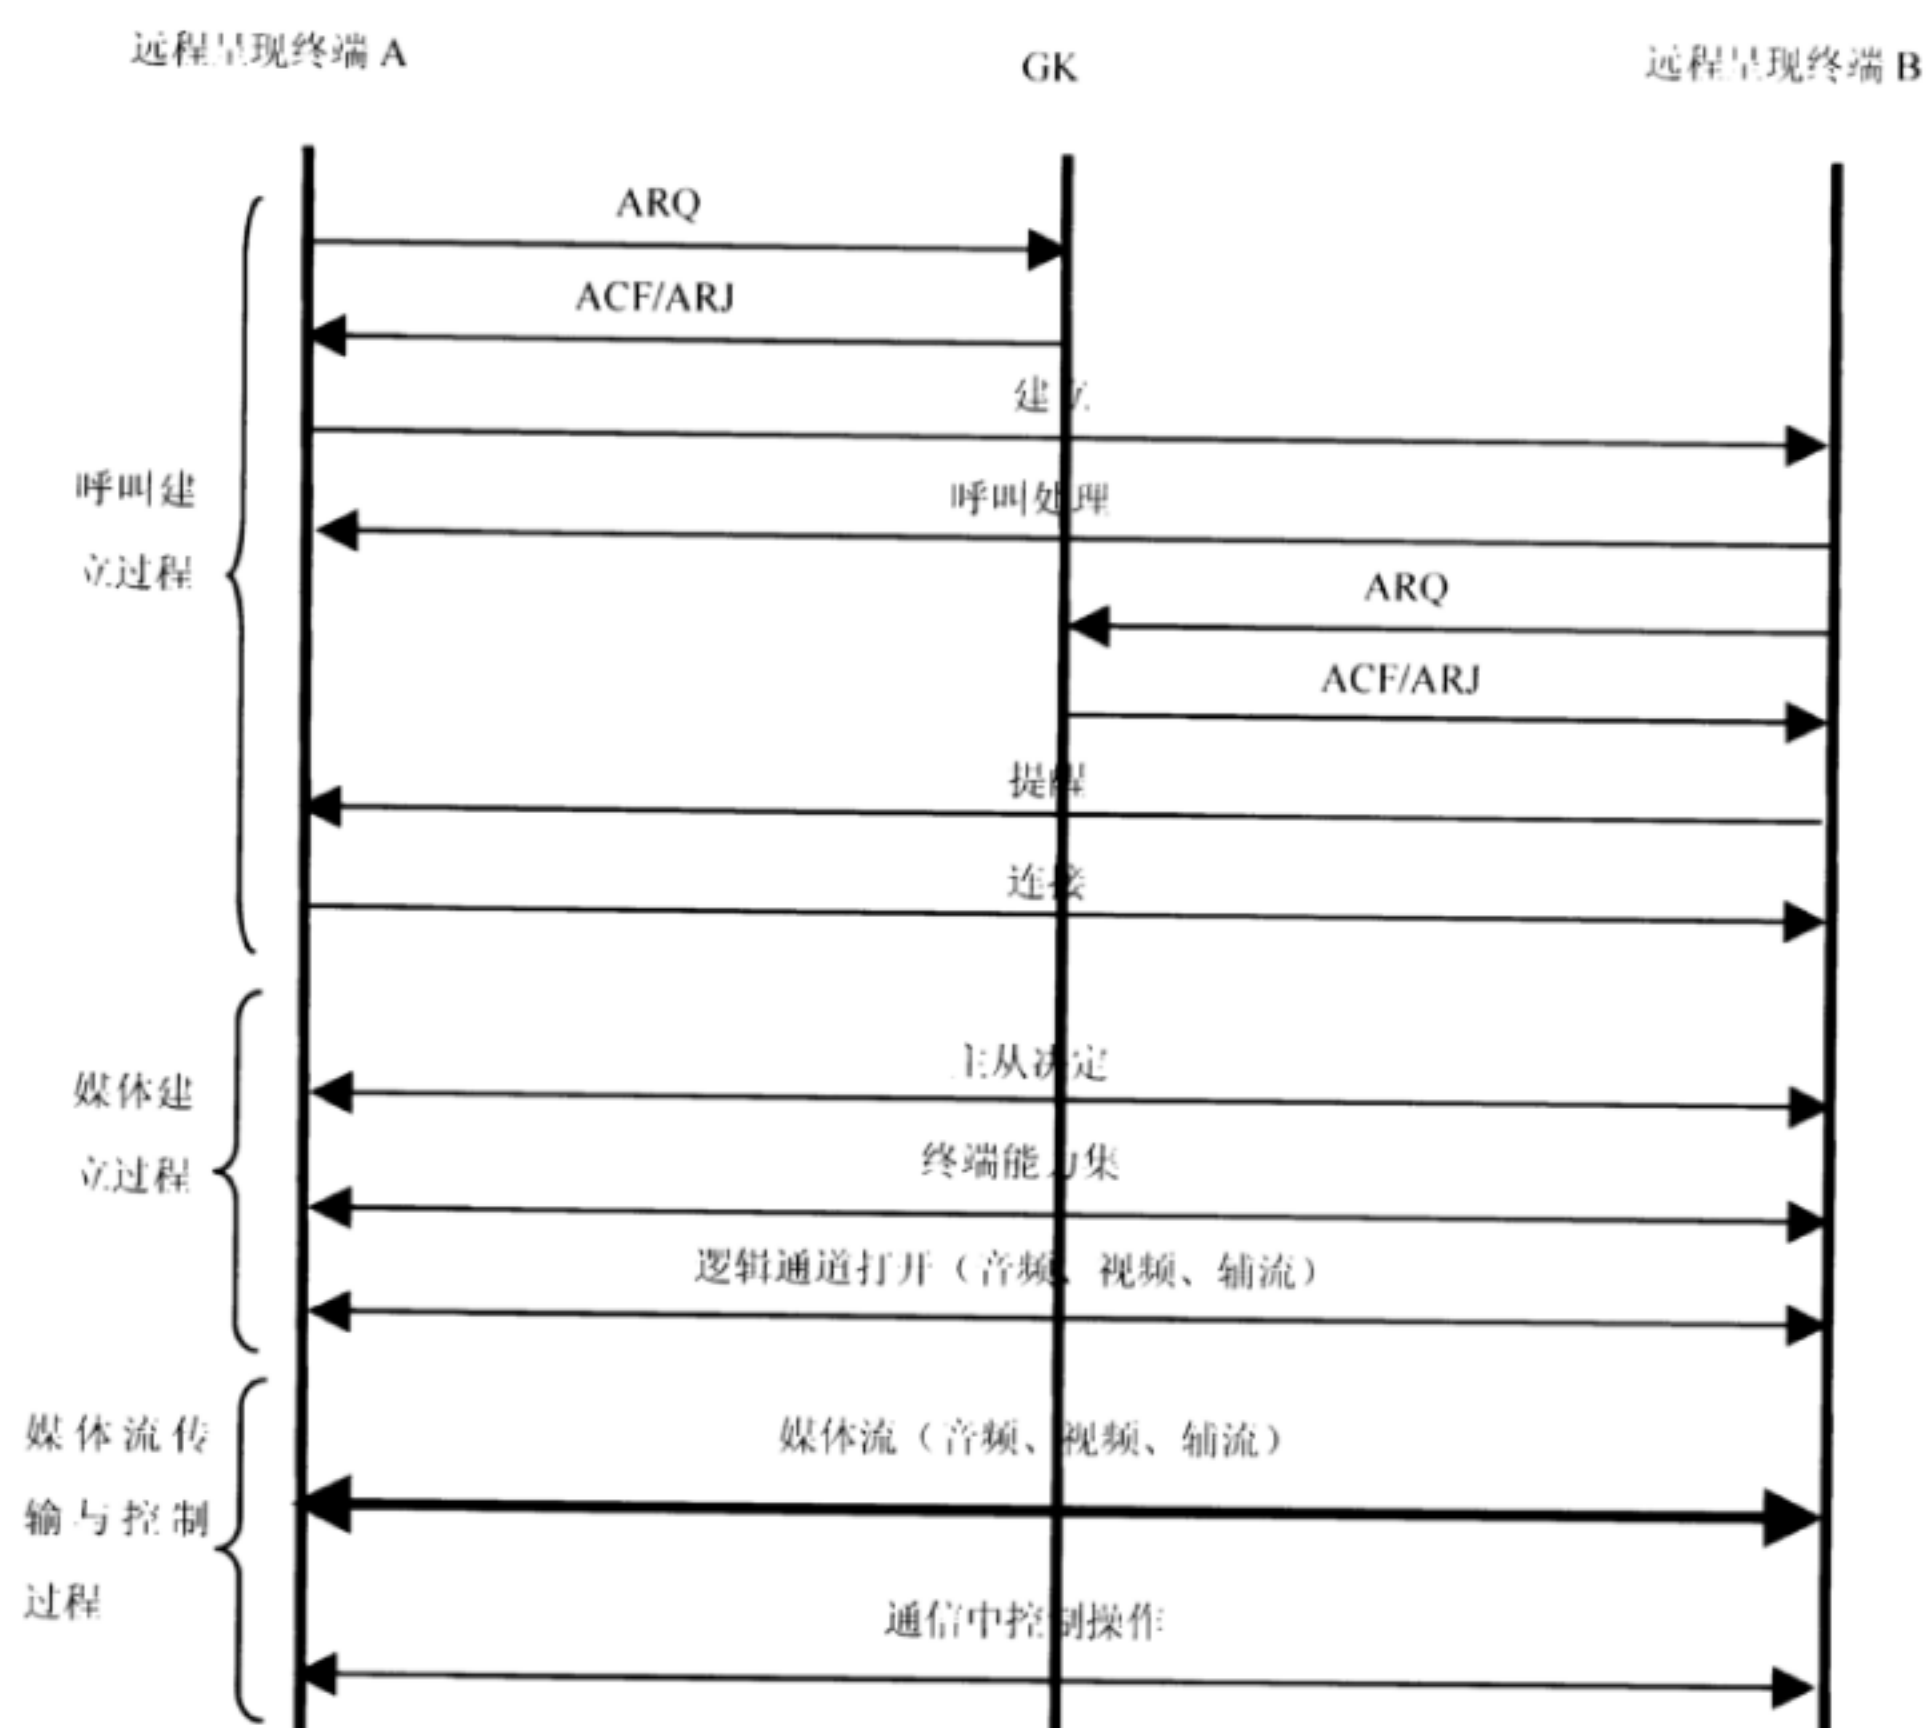 远程呈现终端 A
GK
远程呈现终端 B
ARQ
ACF/ARJ
建立
呼叫处理
ARQ
ACF/ARJ
提醒
连接
呼叫建
立过程
主从决定
终端能力集
逻辑通道打开（音频、视频、辅流）
媒体建
立过程
媒体流（音频、视频、辅流）
通信中控制操作
媒体流传
输与控制
过程